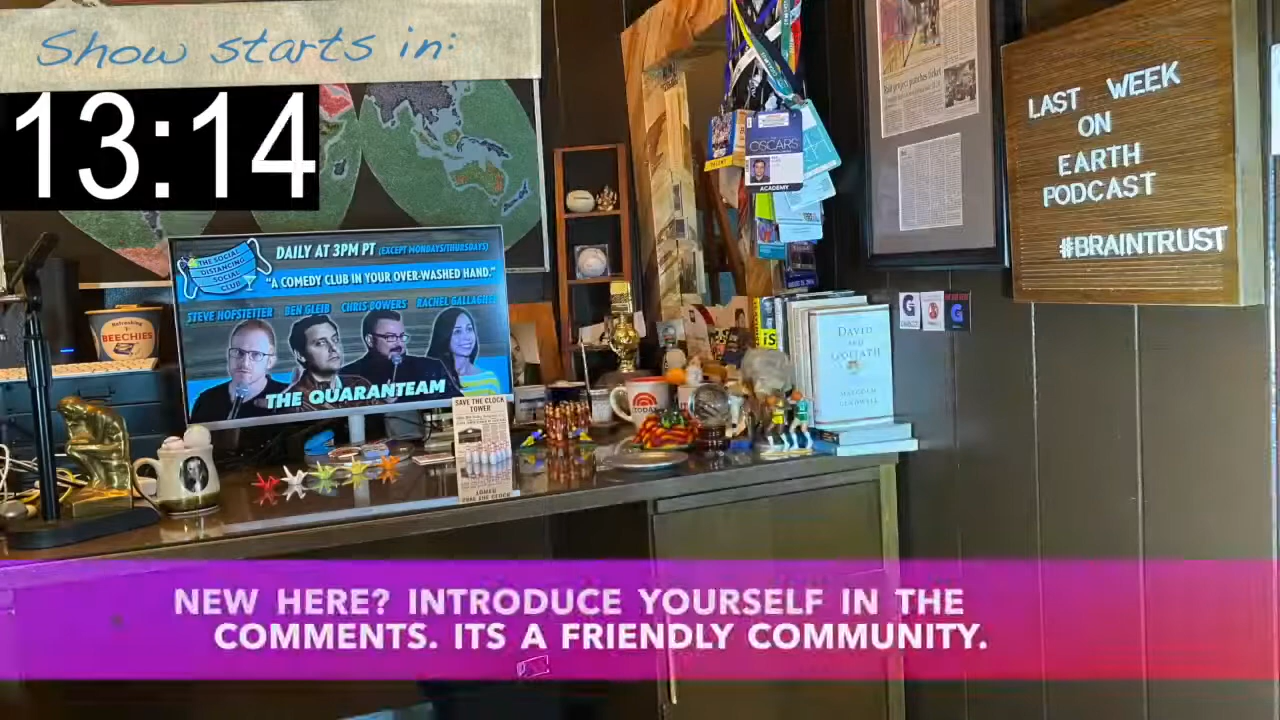 Show starts in:
13:14
THE SOCIAL
DISTANCING
SOCIAL
CLUB
DAILY AT 3PM PT (EXCEPT MONDAYS/THURSDAYS)
"A COMEDY CLUB IN YOUR OVER-WASHED HAND."
STEVE HOFSTETTER BEN GLEIB CHRIS BOWERS RACHEL GALLAGHER
THE QUARANTEAM
BEECHIES
SAVE THE CLOCK
TOWER
TODAY
OSCARS
ACADEMY
DAVID
AND
GOLIATH
MALCOLM
GLADWELL
LAST WEEK
ON
EARTH
PODCAST
#BRAINTRUST
NEW HERE? INTRODUCE YOURSELF IN THE
COMMENTS. ITS A FRIENDLY COMMUNITY.